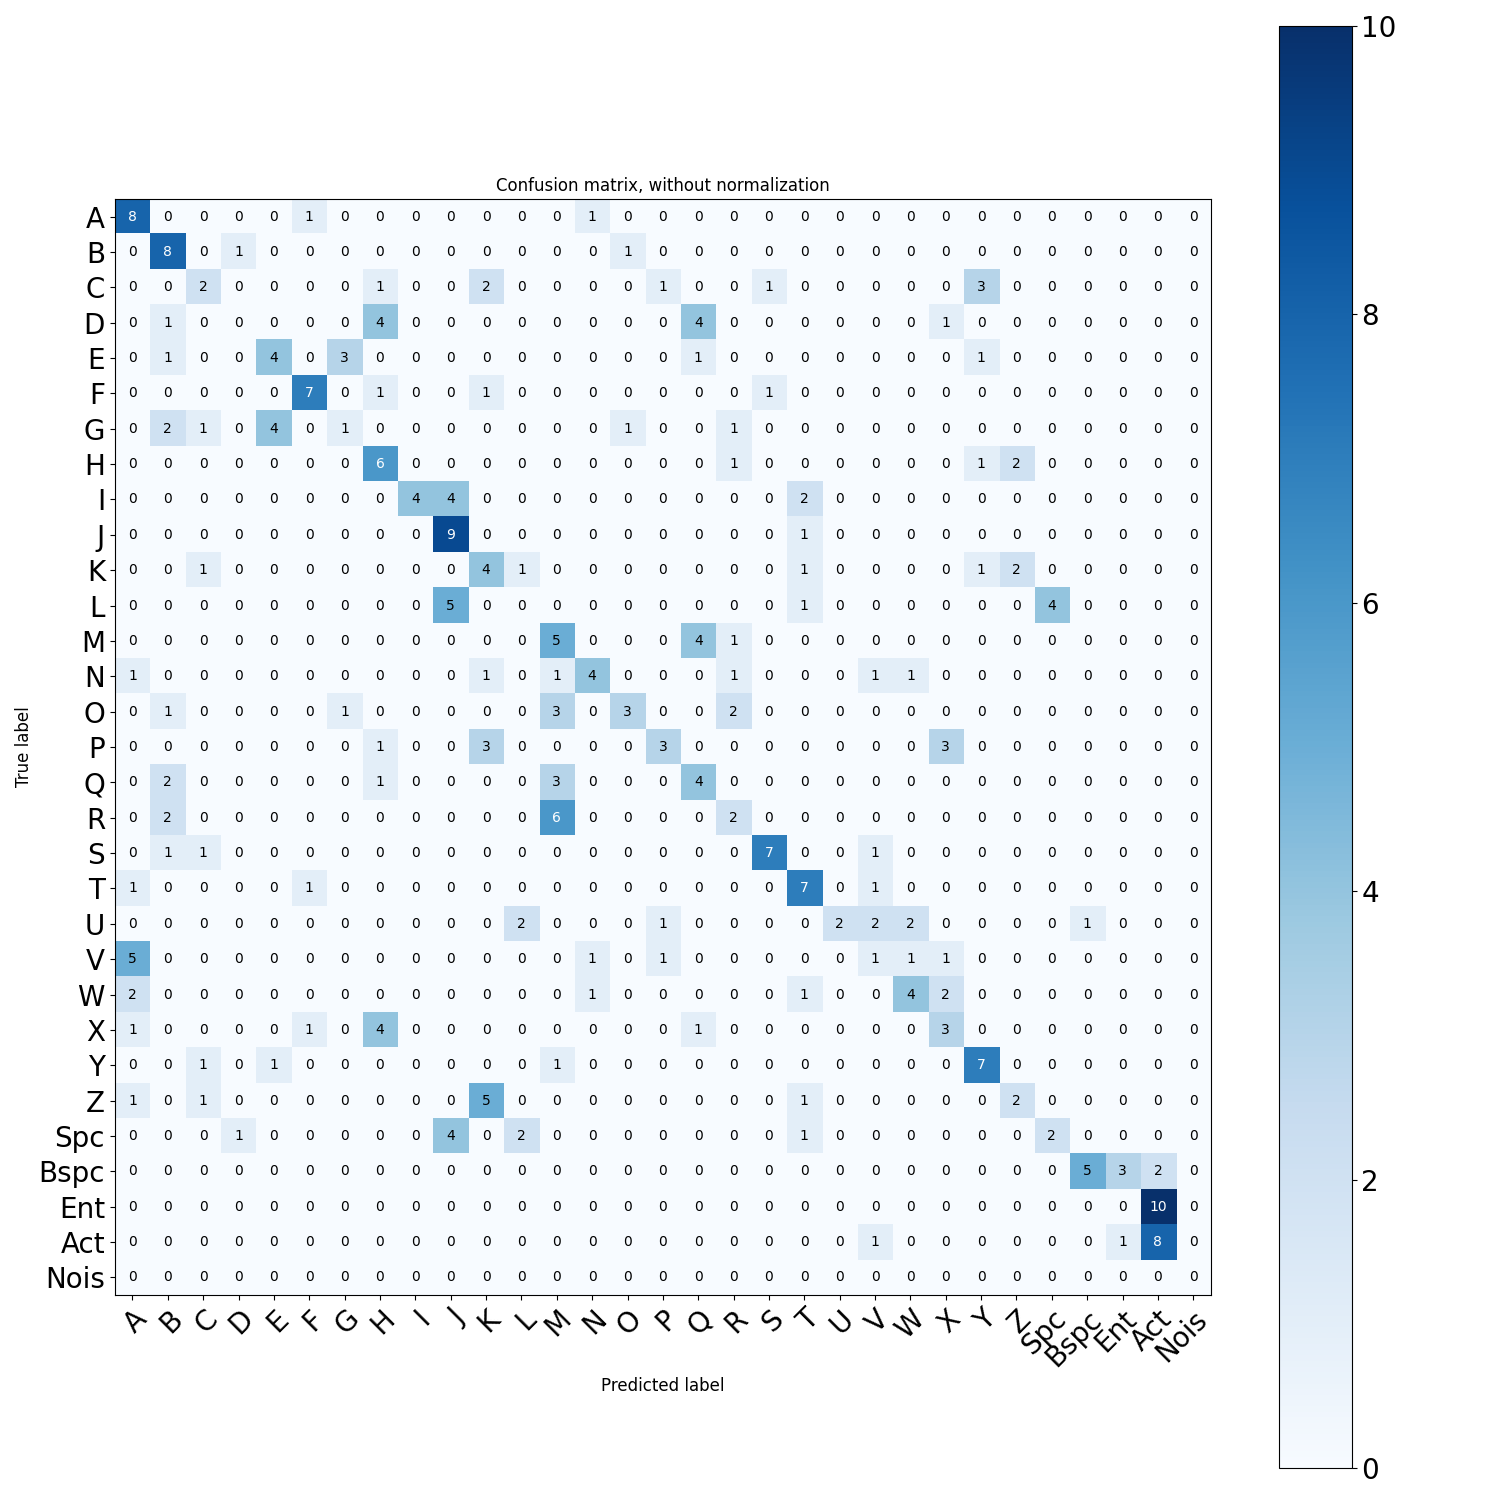 Confusion matrix, without normalization
A 8 0 0 0 0 1 0 0 0 0 0 0 0 1 0 0 0 0 0 0 0 0 0 0 0 0 0 0 0 0 0
B 0 8 0 1 0 0 0 0 0 0 0 0 0 0 1 0 0 0 0 0 0 0 0 0 0 0 0 0 0 0 0
C 0 0 2 0 0 0 0 1 0 0 2 0 0 0 0 1 0 0 1 0 0 0 0 0 3 0 0 0 0 0 0
D 0 1 0 0 0 0 0 4 0 0 0 0 0 0 0 0 4 0 0 0 0 0 0 1 0 0 0 0 0 0 0
E 0 1 0 0 4 0 3 0 0 0 0 0 0 0 0 0 1 0 0 0 0 0 0 0 1 0 0 0 0 0 0
F 0 0 0 0 0 7 0 1 0 0 1 0 0 0 0 0 0 0 1 0 0 0 0 0 0 0 0 0 0 0 0
G 0 2 1 0 4 0 1 0 0 0 0 0 0 0 1 0 0 1 0 0 0 0 0 0 0 0 0 0 0 0 0
H 0 0 0 0 0 0 0 6 0 0 0 0 0 0 0 0 0 1 0 0 0 0 0 0 1 2 0 0 0 0 0
I 0 0 0 0 0 0 0 0 4 4 0 0 0 0 0 0 0 0 0 2 0 0 0 0 0 0 0 0 0 0 0
J 0 0 0 0 0 0 0 0 0 9 0 0 0 0 0 0 0 0 0 1 0 0 0 0 0 0 0 0 0 0 0
K 0 0 1 0 0 0 0 0 0 0 4 1 0 0 0 0 0 0 0 1 0 0 0 0 1 2 0 0 0 0 0
L 0 0 0 0 0 0 0 0 0 5 0 0 0 0 0 0 0 0 0 1 0 0 0 0 0 0 4 0 0 0 0
M 0 0 0 0 0 0 0 0 0 0 0 0 5 0 0 0 4 1 0 0 0 0 0 0 0 0 0 0 0 0 0
N 1 0 0 0 0 0 0 0 0 0 1 0 1 4 0 0 0 1 0 0 0 1 1 0 0 0 0 0 0 0 0
O 0 1 0 0 0 0 1 0 0 0 0 0 3 0 3 0 0 2 0 0 0 0 0 0 0 0 0 0 0 0 0
P 0 0 0 0 0 0 0 1 0 0 3 0 0 0 0 3 0 0 0 0 0 0 0 3 0 0 0 0 0 0 0
Q 0 2 0 0 0 0 0 1 0 0 0 0 3 0 0 0 4 0 0 0 0 0 0 0 0 0 0 0 0 0 0
R 0 2 0 0 0 0 0 0 0 0 0 0 6 0 0 0 0 2 0 0 0 0 0 0 0 0 0 0 0 0 0
S 0 1 1 0 0 0 0 0 0 0 0 0 0 0 0 0 0 0 7 0 0 1 0 0 0 0 0 0 0 0 0
T 1 0 0 0 0 1 0 0 0 0 0 0 0 0 0 0 0 0 0 7 0 1 0 0 0 0 0 0 0 0 0
U 0 0 0 0 0 0 0 0 0 0 0 2 0 0 0 1 0 0 0 0 2 2 2 0 0 0 0 1 0 0 0
V 5 0 0 0 0 0 0 0 0 0 0 0 0 1 0 1 0 0 0 0 0 1 1 1 0 0 0 0 0 0 0
W 2 0 0 0 0 0 0 0 0 0 0 0 0 1 0 0 0 0 0 1 0 0 4 2 0 0 0 0 0 0 0
X 1 0 0 0 0 1 0 4 0 0 0 0 0 0 0 0 1 0 0 0 0 0 0 3 0 0 0 0 0 0 0
Y 0 0 1 0 1 0 0 0 0 0 0 0 1 0 0 0 0 0 0 0 0 0 0 0 7 0 0 0 0 0 0
Z 1 0 1 0 0 0 0 0 0 0 5 0 0 0 0 0 0 0 0 1 0 0 0 0 0 2 0 0 0 0 0
Spc 0 0 0 1 0 0 0 0 0 4 0 2 0 0 0 0 0 0 0 1 0 0 0 0 0 0 2 0 0 0 0
Bspc 0 0 0 0 0 0 0 0 0 0 0 0 0 0 0 0 0 0 0 0 0 0 0 0 0 0 0 5 3 2 0
Ent 0 0 0 0 0 0 0 0 0 0 0 0 0 0 0 0 0 0 0 0 0 0 0 0 0 0 0 0 0 10 0
Act 0 0 0 0 0 0 0 0 0 0 0 0 0 0 0 0 0 0 0 0 0 1 0 0 0 0 0 0 1 8 0
Nois 0 0 0 0 0 0 0 0 0 0 0 0 0 0 0 0 0 0 0 0 0 0 0 0 0 0 0 0 0 0 0
A B C D E F G H I J K L M N O P Q R S T U V W X Y Z Spc Bspc Ent Act Nois
Predicted label
True label
10
8
6
4
2
0